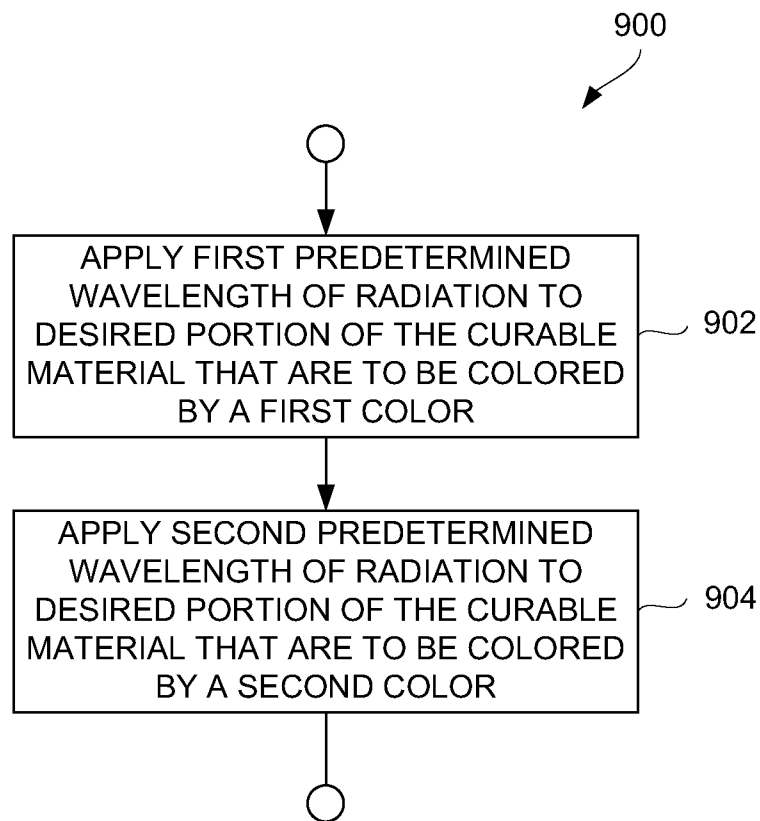 900
APPLY FIRST PREDETERMINED
WAVELENGTH OF RADIATION TO
DESIRED PORTION OF THE CURABLE
MATERIAL THAT ARE TO BE COLORED
BY A FIRST COLOR
902
APPLY SECOND PREDETERMINED
WAVELENGTH OF RADIATION TO
DESIRED PORTION OF THE CURABLE
MATERIAL THAT ARE TO BE COLORED
BY A SECOND COLOR
904